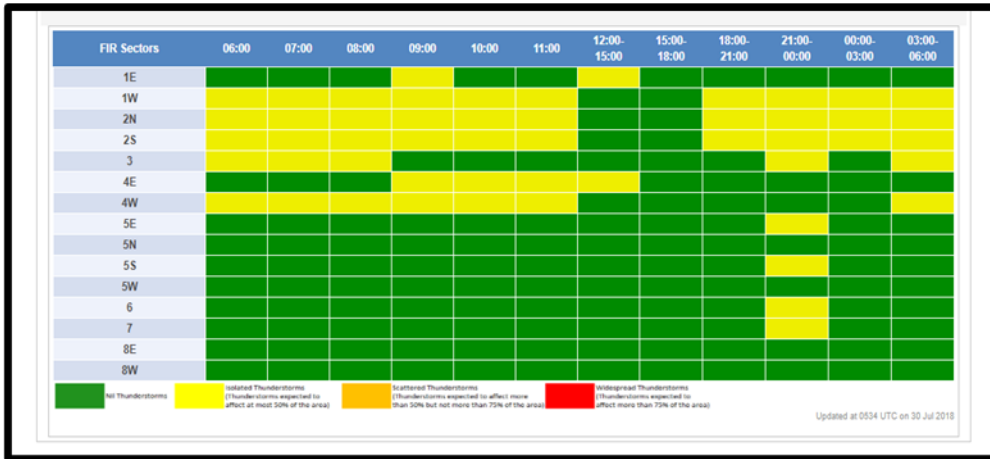 FIR Sectors 06:00 07:00 08:00 09:00 10:00 11:00 12:00-15:00 15:00-18:00 18:00-21:00 21:00-00:00 00:00-03:00 03:00-06:00
1E
1W
2N
2S
3
4E
4W
5E
5N
5S
5W
6
7
8E
8W
Nil Thunderstorms
Isolated Thunderstorms
(Thunderstorms expected to
affect at most 50% of the area)
Scattered Thunderstorms
(Thunderstorms expected to affect more
than 50% but not more than 75% of the area)
Widespread Thunderstorms
(Thunderstorms expected to
affect more than 75% of the area)
Updated at 0534 UTC on 30 Jul 2018